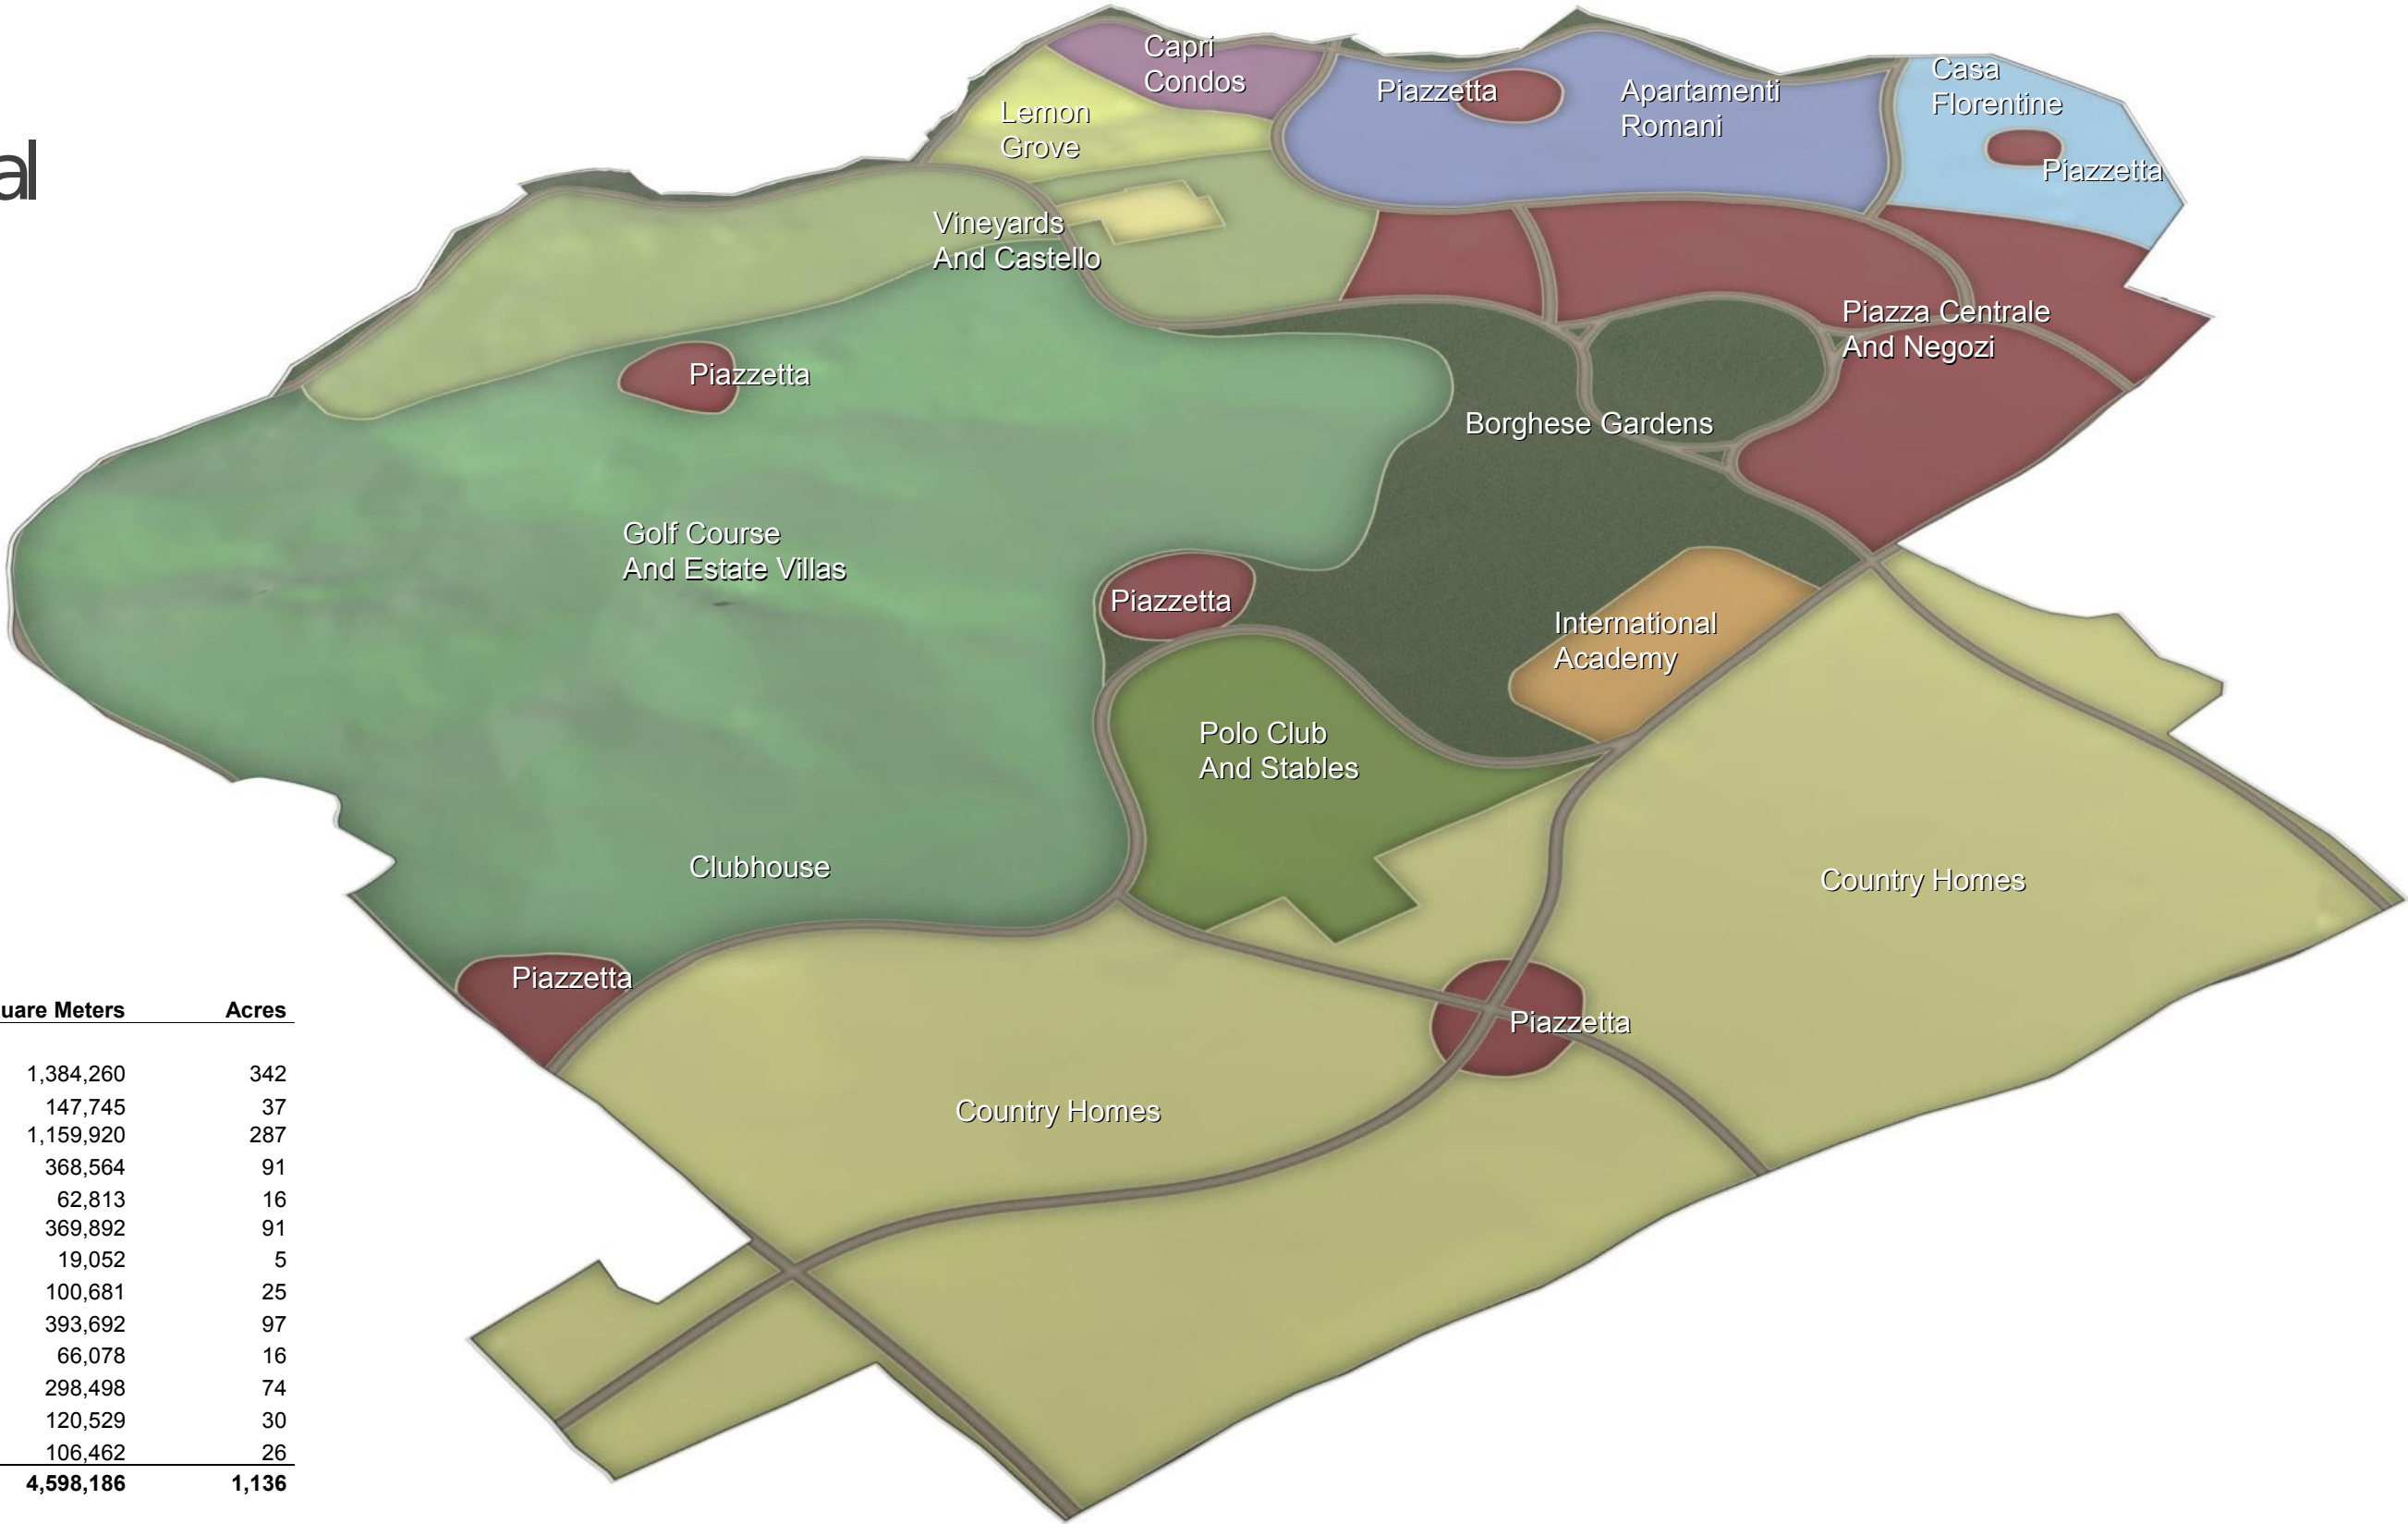 al
Capri
Condos
Lemon
Grove
Piazzetta
Apartamenti
Romani
Casa
Florentine
Piazzetta
Vineyards
And Castello
Piazza Centrale
And Negozi
Piazzetta
Borghese Gardens
Golf Course
And Estate Villas
Piazzetta
International
Academy
Polo Club
And Stables
Clubhouse
Country Homes
Piazzetta
Piazzetta
Country Homes
uare Meters Acres
1,384,260 342
147,745 37
1,159,920 287
368,564 91
62,813 16
369,892 91
19,052 5
100,681 25
393,692 97
66,078 16
298,498 74
120,529 30
106,462 26
4,598,186 1,136